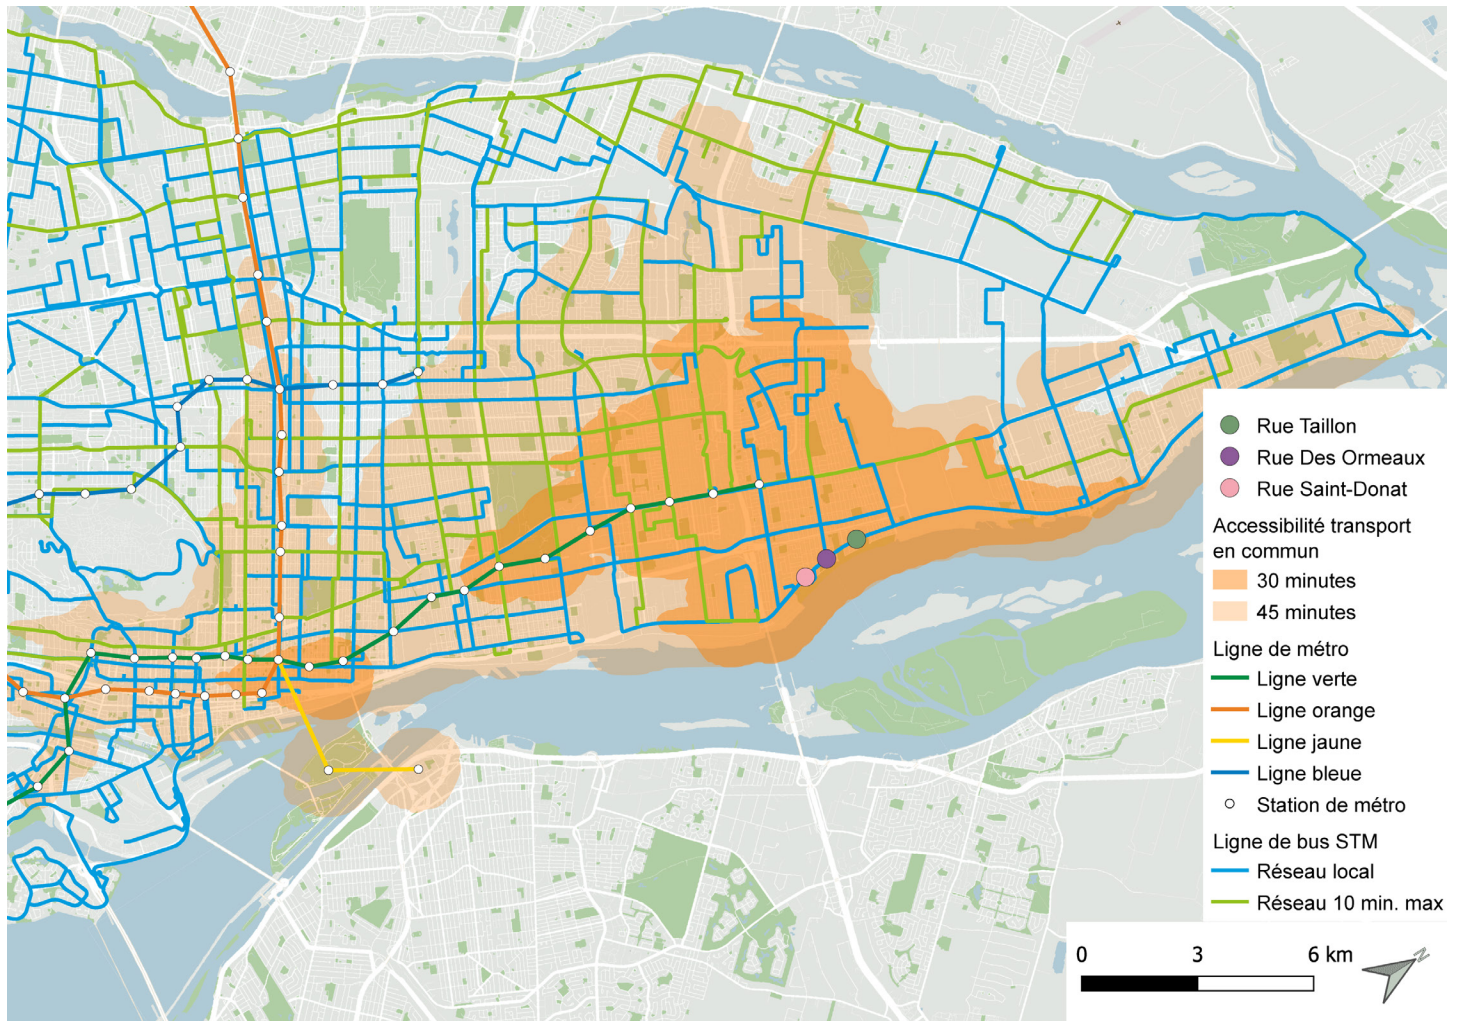 Rue Taillon
Rue Des Ormeaux
Rue Saint-Donat
Accessibilité transport
en commun
30 minutes
45 minutes
Ligne de métro
Ligne verte
Ligne orange
Ligne jaune
Ligne bleue
Station de métro
Ligne de bus STM
Réseau local
Réseau 10 min. max
0 3 6 km
N